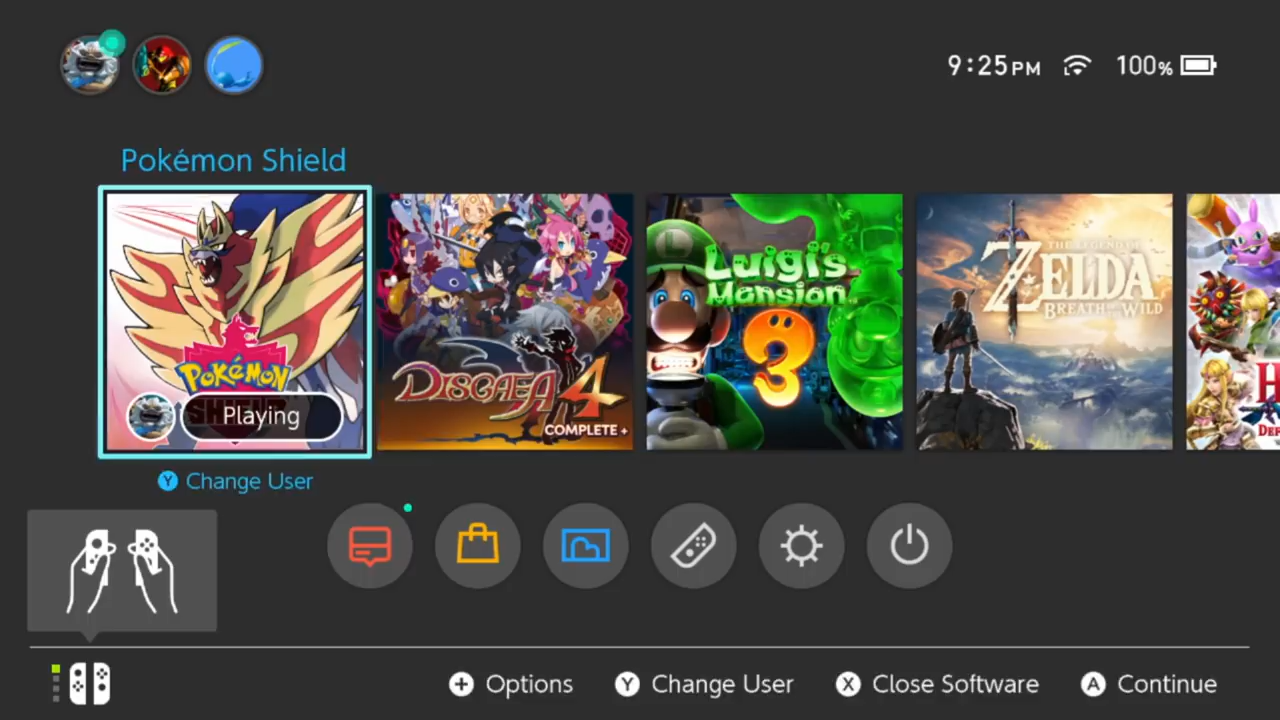 9:25PM 100%
Pokémon Shield
POKéMON
SHIELD
Playing
DISGAEA 4
COMPLETE+
LUIGI'S
MANSION
3
THE LEGEND OF
ZELDA
BREATH OF THE WILD
Y Change User
+ Options Y Change User X Close Software A Continue